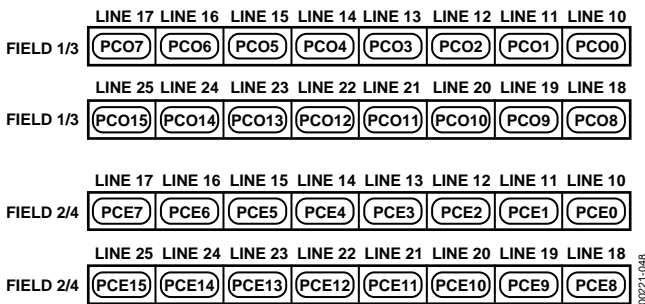 LINE 17 LINE 16 LINE 15 LINE 14 LINE 13 LINE 12 LINE 11 LINE 10
FIELD 1/3 PCO7 PCO6 PCO5 PCO4 PCO3 PCO2 PCO1 PCO0
LINE 25 LINE 24 LINE 23 LINE 22 LINE 21 LINE 20 LINE 19 LINE 18
FIELD 1/3 PCO15 PCO14 PCO13 PCO12 PCO11 PCO10 PCO9 PCO8
LINE 17 LINE 16 LINE 15 LINE 14 LINE 13 LINE 12 LINE 11 LINE 10
FIELD 2/4 PCE7 PCE6 PCE5 PCE4 PCE3 PCE2 PCE1 PCE0
LINE 25 LINE 24 LINE 23 LINE 22 LINE 21 LINE 20 LINE 19 LINE 18
FIELD 2/4 PCE15 PCE14 PCE13 PCE12 PCE11 PCE10 PCE9 PCE8
00221-048